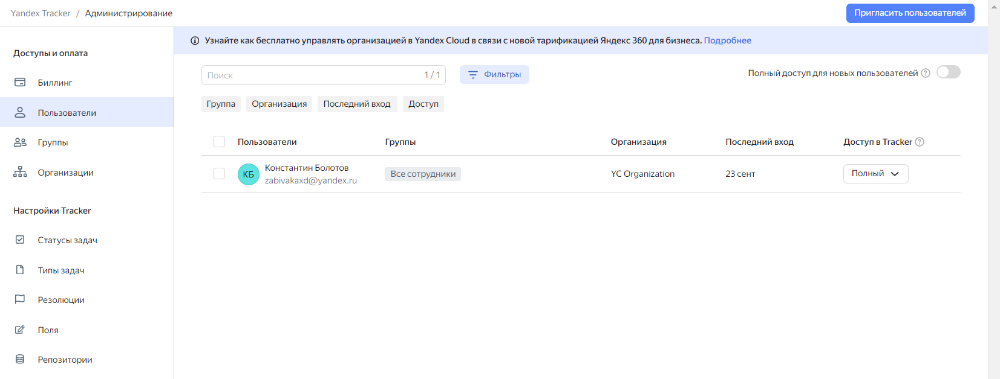 Yandex Tracker / Администрирование
Пригласить пользователей
Доступы и оплата
Биллинг
Пользователи
Группы
Организации
Настройки Tracker
Статусы задач
Типы задач
Резолюции
Поля
Репозитории
Узнайте как бесплатно управлять организацией в Yandex Cloud в связи с новой тарификацией Яндекс 360 для бизнеса. Подробнее
Поиск 1 / 1 Фильтры
Полный доступ для новых пользователей ?
Группа Организация Последний вход Доступ
Пользователи Группы Организация Последний вход Доступ в Tracker ?
КБ Константин Болотов
zabivakaxd@yandex.ru
Все сотрудники YC Organization 23 сент Полный